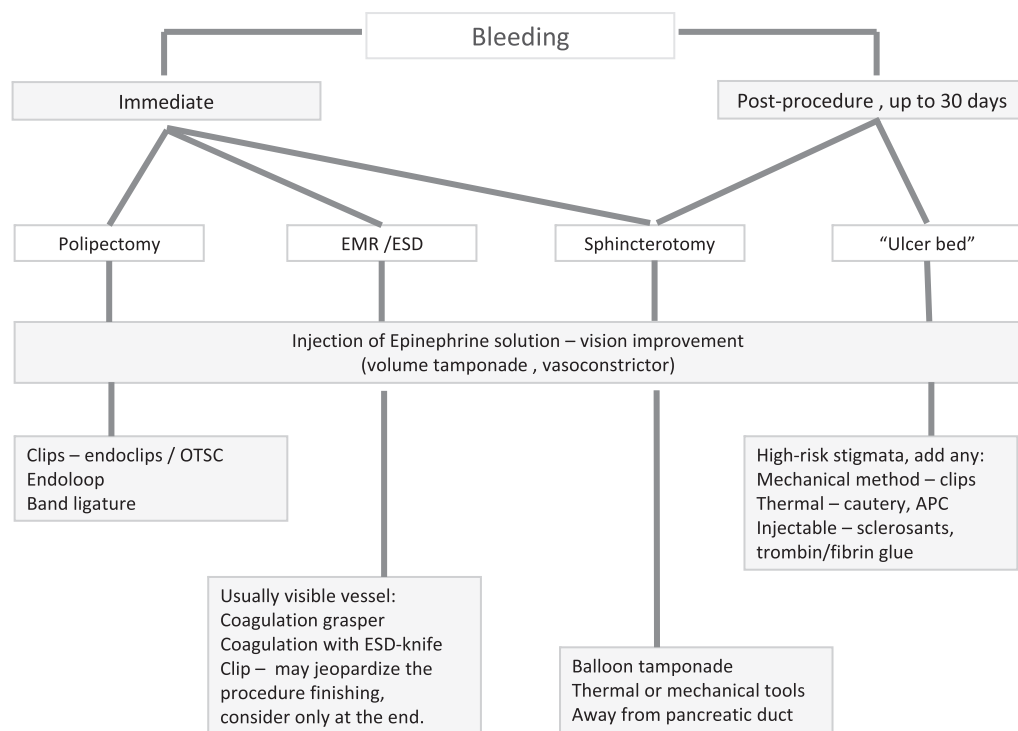 Bleeding
Immediate
Post-procedure , up to 30 days
Polipectomy
EMR /ESD
Sphincterotomy
“Ulcer bed”
Injection of Epinephrine solution – vision improvement
(volume tamponade , vasoconstrictor)
Clips – endoclips / OTSC
Endoloop
Band ligature
High-risk stigmata, add any:
Mechanical method – clips
Thermal – cautery, APC
Injectable – sclerosants,
trombin/fibrin glue
Usually visible vessel:
Coagulation grasper
Coagulation with ESD-knife
Clip –  may jeopardize the
procedure finishing,
consider only at the end.
Balloon tamponade
Thermal or mechanical tools
Away from pancreatic duct